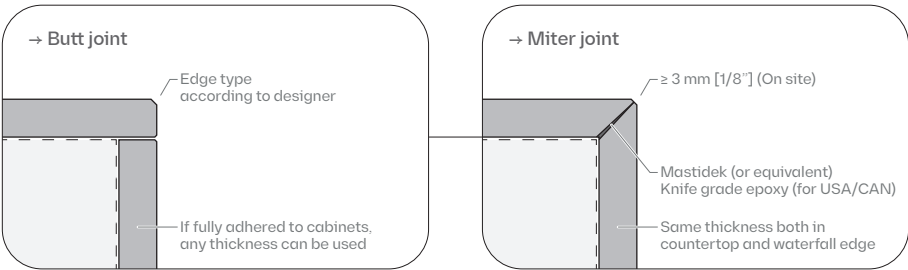 → Butt joint
Edge type
according to designer
If fully adhered to cabinets,
any thickness can be used
→ Miter joint
≥ 3 mm [1/8”] (On site)
Mastidek (or equivalent)
Knife grade epoxy (for USA/CAN)
Same thickness both in
countertop and waterfall edge